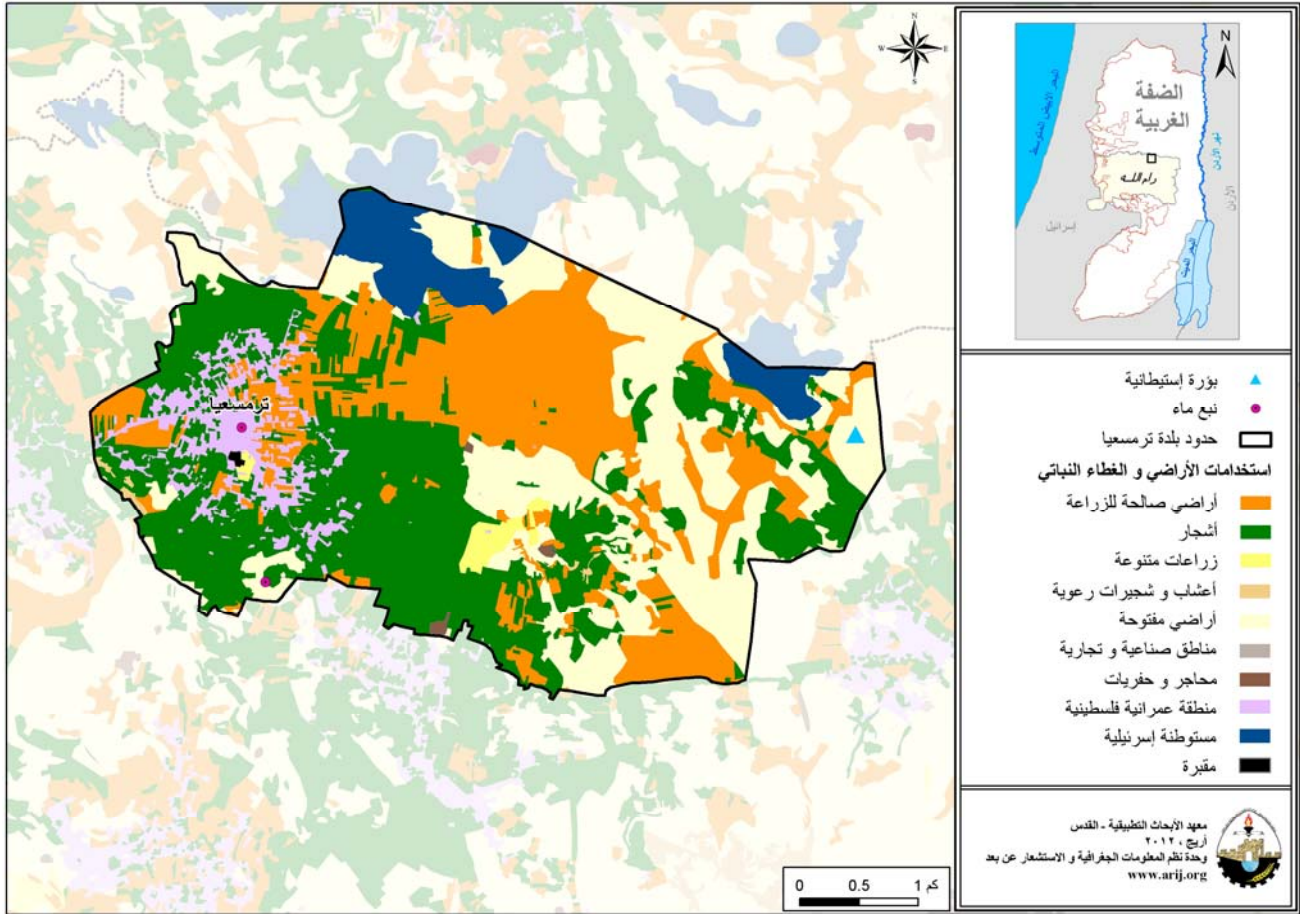 N
W
E
S
ترمسعيا
0 0.5 1 كم
N
الضفة
الغربية
رام الله
البحر الأبيض المتوسط
نهر الأردن
الأردن
إسرائيل
البحر الميت
بؤرة إستيطانية
نبع ماء
حدود بلدة ترمسعيا
استخدامات الأراضي و الغطاء النباتي
أراضي صالحة للزراعة
أشجار
زراعات متنوعة
أعشاب و شجيرات رعوية
أراضي مفتوحة
مناطق صناعية و تجارية
محاجر و حفريات
منطقة عمرانية فلسطينية
مستوطنة إسرئيلية
مقبرة
معهد الأبحاث التطبيقية - القدس
أريج ، ٢٠١٢
وحدة نظم المعلومات الجغرافية و الاستشعار عن بعد
www.arij.org